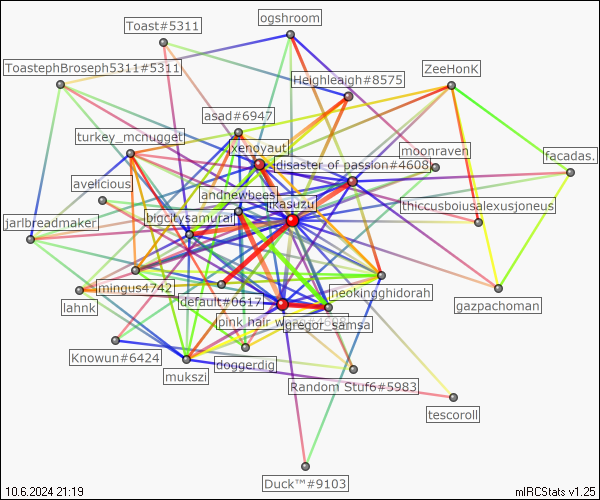 ogshroom
Toast#5311
ToastephBroseph5311#5311
ZeeHonK
Heighleaigh#8575
asad#6947
turkey_mcnugget
xenoyaut
moonraven
disaster of passion#4608
facadas.
avelicious
andnewbees
kasuzu
thiccusboiusalexusjoneus
jarlbreadmaker
bigcitysamurai
mingus4742
lahnk
default#0617
neokingghidorah
gazpachoman
pink hair
gregor_samsa
Knowun#6424
doggerdig
mukszi
Random Stuf6#5983
tescoroll
Duck™#9103
10.6.2024 21:19
mIRCStats v1.25